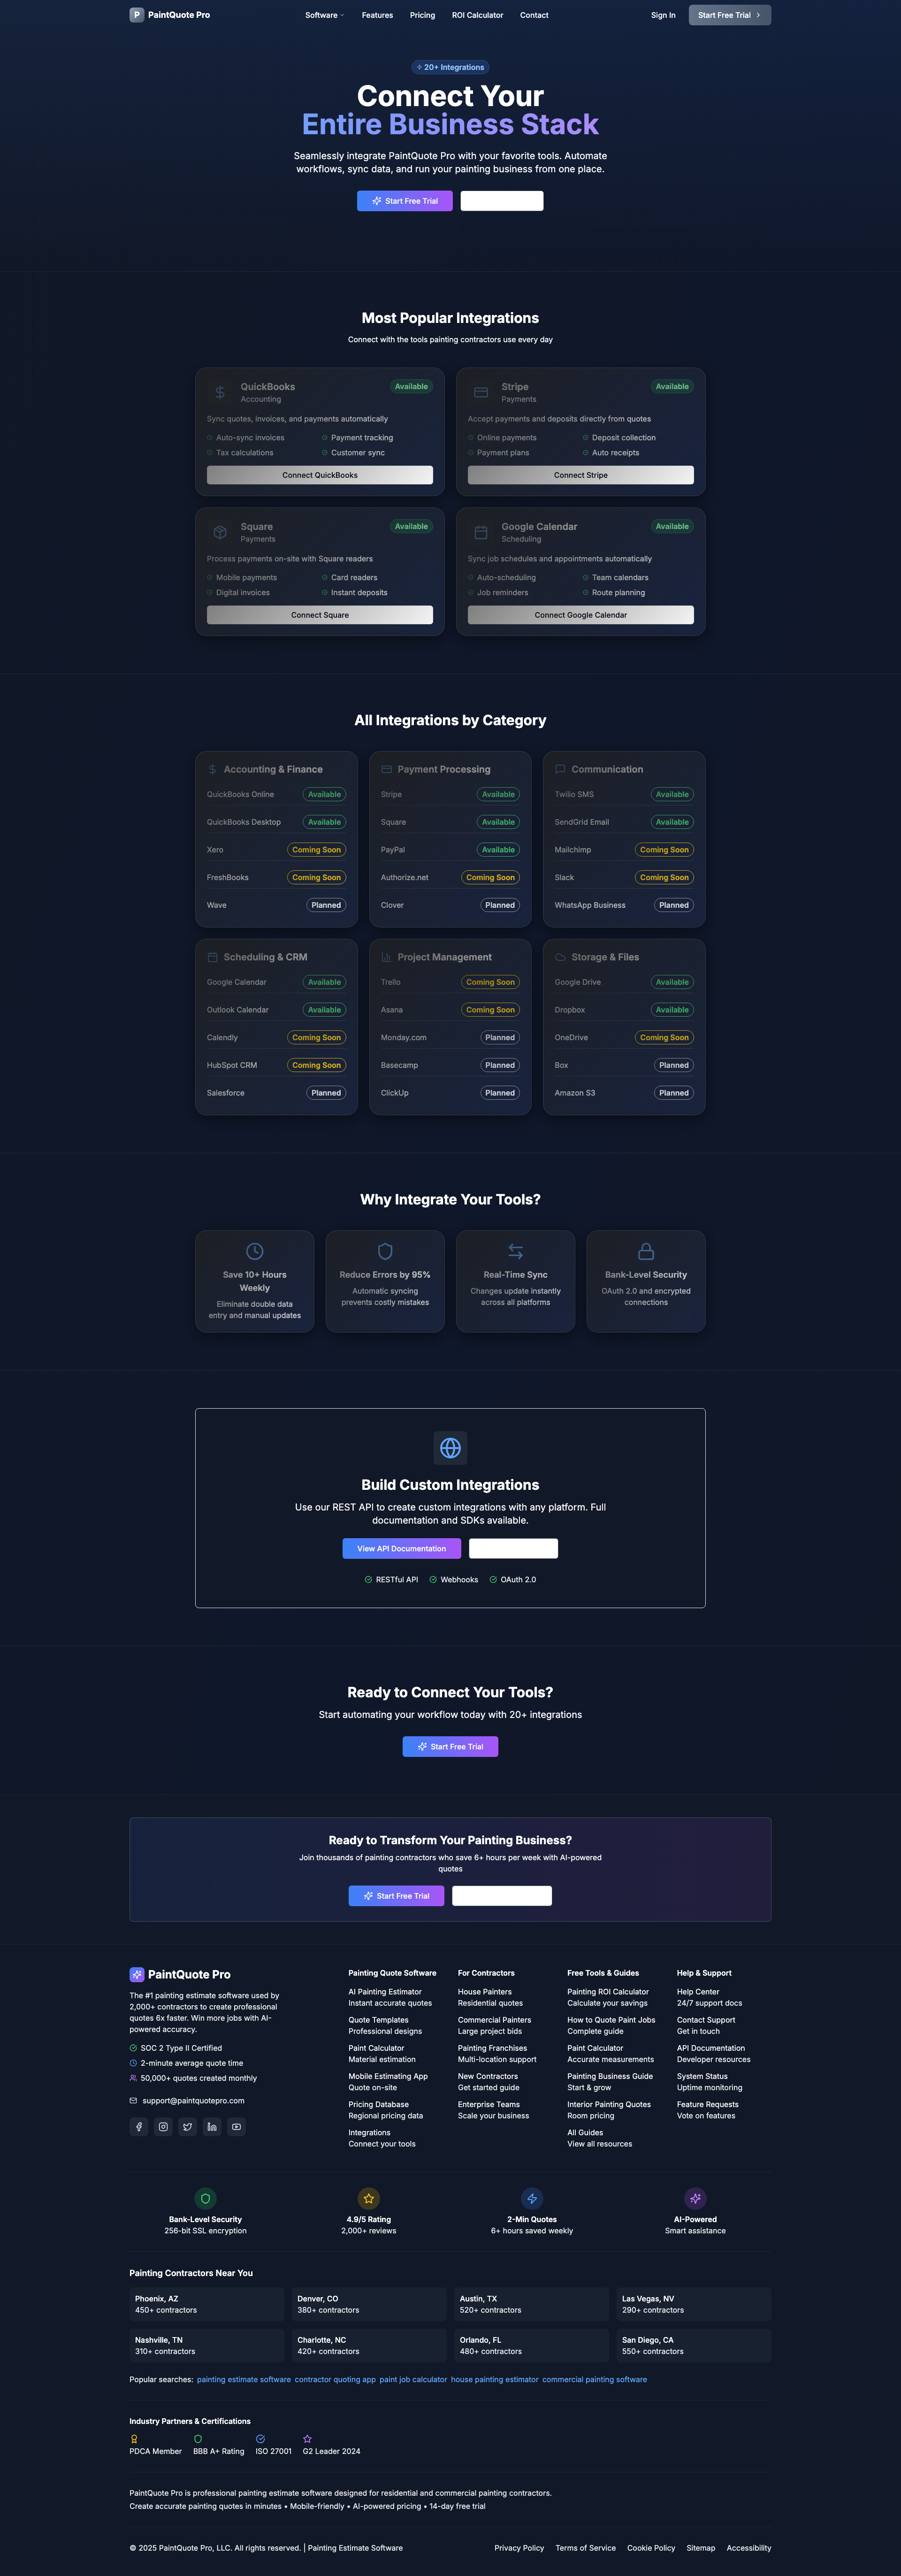 P PaintQuote Pro
Software Features Pricing ROI Calculator Contact
Sign In Start Free Trial
20+ Integrations
Connect Your
Entire Business Stack
Seamlessly integrate PaintQuote Pro with your favorite tools. Automate
workflows, sync data, and run your painting business from one place.
Start Free Trial
Most Popular Integrations
Connect with the tools painting contractors use every day
QuickBooks Available
Accounting
Sync quotes, invoices, and payments automatically
Auto-sync invoices Payment tracking
Tax calculations Customer sync
Connect QuickBooks
Stripe Available
Payments
Accept payments and deposits directly from quotes
Online payments Deposit collection
Payment plans Auto receipts
Connect Stripe
Square Available
Payments
Process payments on-site with Square readers
Mobile payments Card readers
Digital invoices Instant deposits
Connect Square
Google Calendar Available
Scheduling
Sync job schedules and appointments automatically
Auto-scheduling Team calendars
Job reminders Route planning
Connect Google Calendar
All Integrations by Category
Accounting & Finance
QuickBooks Online Available
QuickBooks Desktop Available
Xero Coming Soon
FreshBooks Coming Soon
Wave Planned
Payment Processing
Stripe Available
Square Available
PayPal Available
Authorize.net Coming Soon
Clover Planned
Communication
Twilio SMS Available
SendGrid Email Available
Mailchimp Coming Soon
Slack Coming Soon
WhatsApp Business Planned
Scheduling & CRM
Google Calendar Available
Outlook Calendar Available
Calendly Coming Soon
HubSpot CRM Coming Soon
Salesforce Planned
Project Management
Trello Coming Soon
Asana Coming Soon
Monday.com Planned
Basecamp Planned
ClickUp Planned
Storage & Files
Google Drive Available
Dropbox Available
OneDrive Coming Soon
Box Planned
Amazon S3 Planned
Why Integrate Your Tools?
Save 10+ Hours
Weekly
Eliminate double data
entry and manual updates
Reduce Errors by 95%
Automatic syncing
prevents costly mistakes
Real-Time Sync
Changes update instantly
across all platforms
Bank-Level Security
OAuth 2.0 and encrypted
connections
Build Custom Integrations
Use our REST API to create custom integrations with any platform. Full
documentation and SDKs available.
View API Documentation
RESTful API Webhooks OAuth 2.0
Ready to Connect Your Tools?
Start automating your workflow today with 20+ integrations
Start Free Trial
Ready to Transform Your Painting Business?
Join thousands of painting contractors who save 6+ hours per week with AI-powered
quotes
Start Free Trial
PaintQuote Pro
The #1 painting estimate software used by
2,000+ contractors to create professional
quotes 6x faster. Win more jobs with AI-
powered accuracy.
SOC 2 Type II Certified
2-minute average quote time
50,000+ quotes created monthly
support@paintquotepro.com
Painting Quote Software
AI Painting Estimator
Instant accurate quotes
Quote Templates
Professional designs
Paint Calculator
Material estimation
Mobile Estimating App
Quote on-site
Pricing Database
Regional pricing data
Integrations
Connect your tools
For Contractors
House Painters
Residential quotes
Commercial Painters
Large project bids
Painting Franchises
Multi-location support
New Contractors
Get started guide
Enterprise Teams
Scale your business
Free Tools & Guides
Painting ROI Calculator
Calculate your savings
How to Quote Paint Jobs
Complete guide
Paint Calculator
Accurate measurements
Painting Business Guide
Start & grow
Interior Painting Quotes
Room pricing
All Guides
View all resources
Help & Support
Help Center
24/7 support docs
Contact Support
Get in touch
API Documentation
Developer resources
System Status
Uptime monitoring
Feature Requests
Vote on features
Bank-Level Security
256-bit SSL encryption
4.9/5 Rating
2,000+ reviews
2-Min Quotes
6+ hours saved weekly
AI-Powered
Smart assistance
Painting Contractors Near You
Phoenix, AZ
450+ contractors
Denver, CO
380+ contractors
Austin, TX
520+ contractors
Las Vegas, NV
290+ contractors
Nashville, TN
310+ contractors
Charlotte, NC
420+ contractors
Orlando, FL
480+ contractors
San Diego, CA
550+ contractors
Popular searches: painting estimate software contractor quoting app paint job calculator house painting estimator commercial painting software
Industry Partners & Certifications
PDCA Member BBB A+ Rating ISO 27001 G2 Leader 2024
PaintQuote Pro is professional painting estimate software designed for residential and commercial painting contractors.
Create accurate painting quotes in minutes • Mobile-friendly • AI-powered pricing • 14-day free trial
© 2025 PaintQuote Pro, LLC. All rights reserved. | Painting Estimate Software
Privacy Policy Terms of Service Cookie Policy Sitemap Accessibility